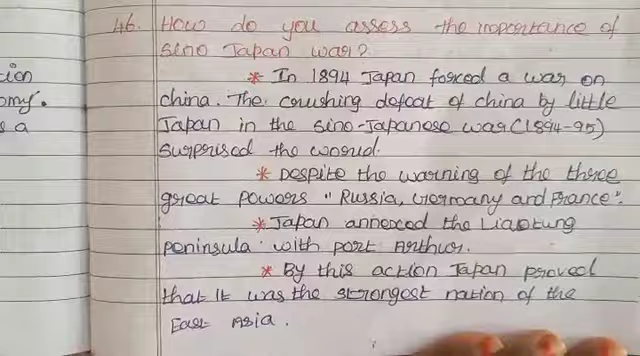 46. How do you assess the importance of
Sino Japan war?
* In 1894 Japan forced a war on
china. The crushing defeat of china by little
Japan in the sino-Japanese war (1894-95)
surprised the world.
* Despite the warning of the three
great powers "Russia, Germany and France".
* Japan annexed the Liaotung
peninsula with port Arthur.
* By this action Japan proved
that it was the strongest nation of the
East Asia.
omy.
s a